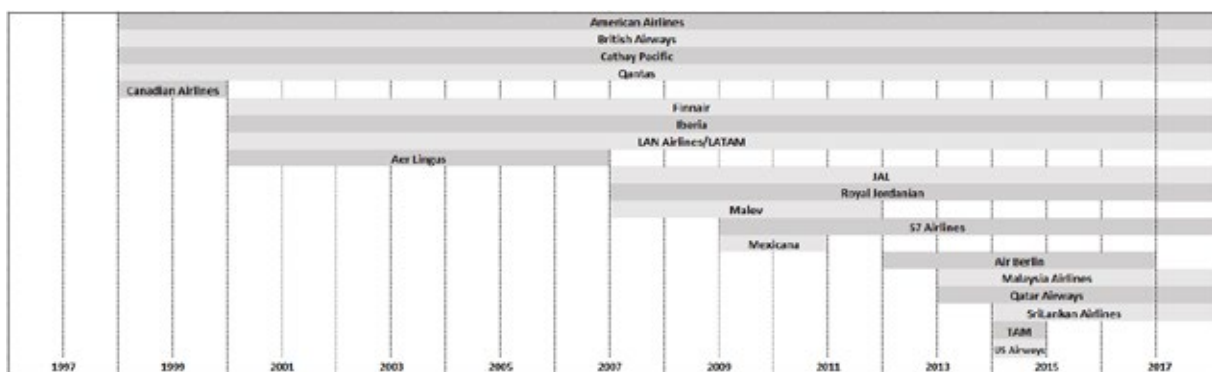 American Airlines
British Airways
Cathay Pacific
Qantas
Canadian Airlines
Finnair
Iberia
LAN Airlines/LATAM
Aer Lingus
JAL
Royal Jordanian
Malev
S7 Airlines
Mexicana
Air Berlin
Malaysia Airlines
Qatar Airways
SriLankan Airlines
TAM
US Airways
1997 1999 2001 2003 2005 2007 2009 2011 2013 2015 2017